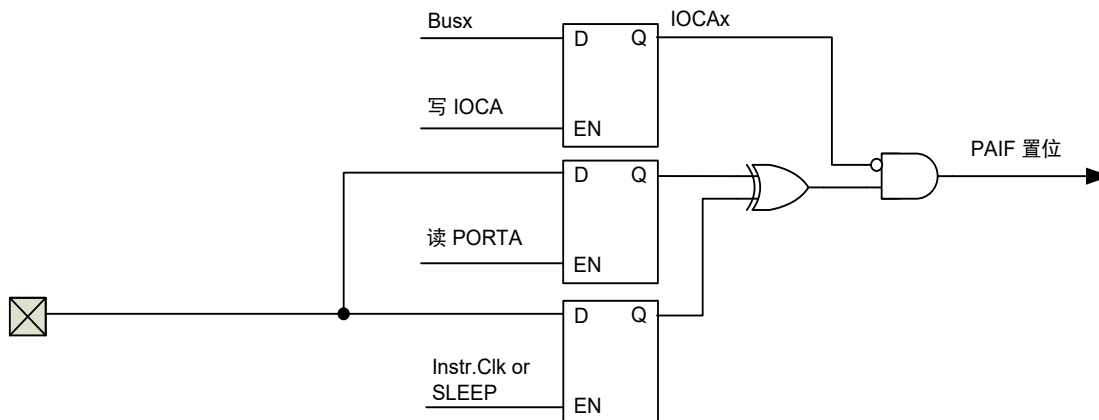 Busx
IOCAx
D
Q
写 IOCA
EN
PAIF 置位
D
Q
读 PORTA
EN
D
Q
Instr.Clk or
SLEEP
EN